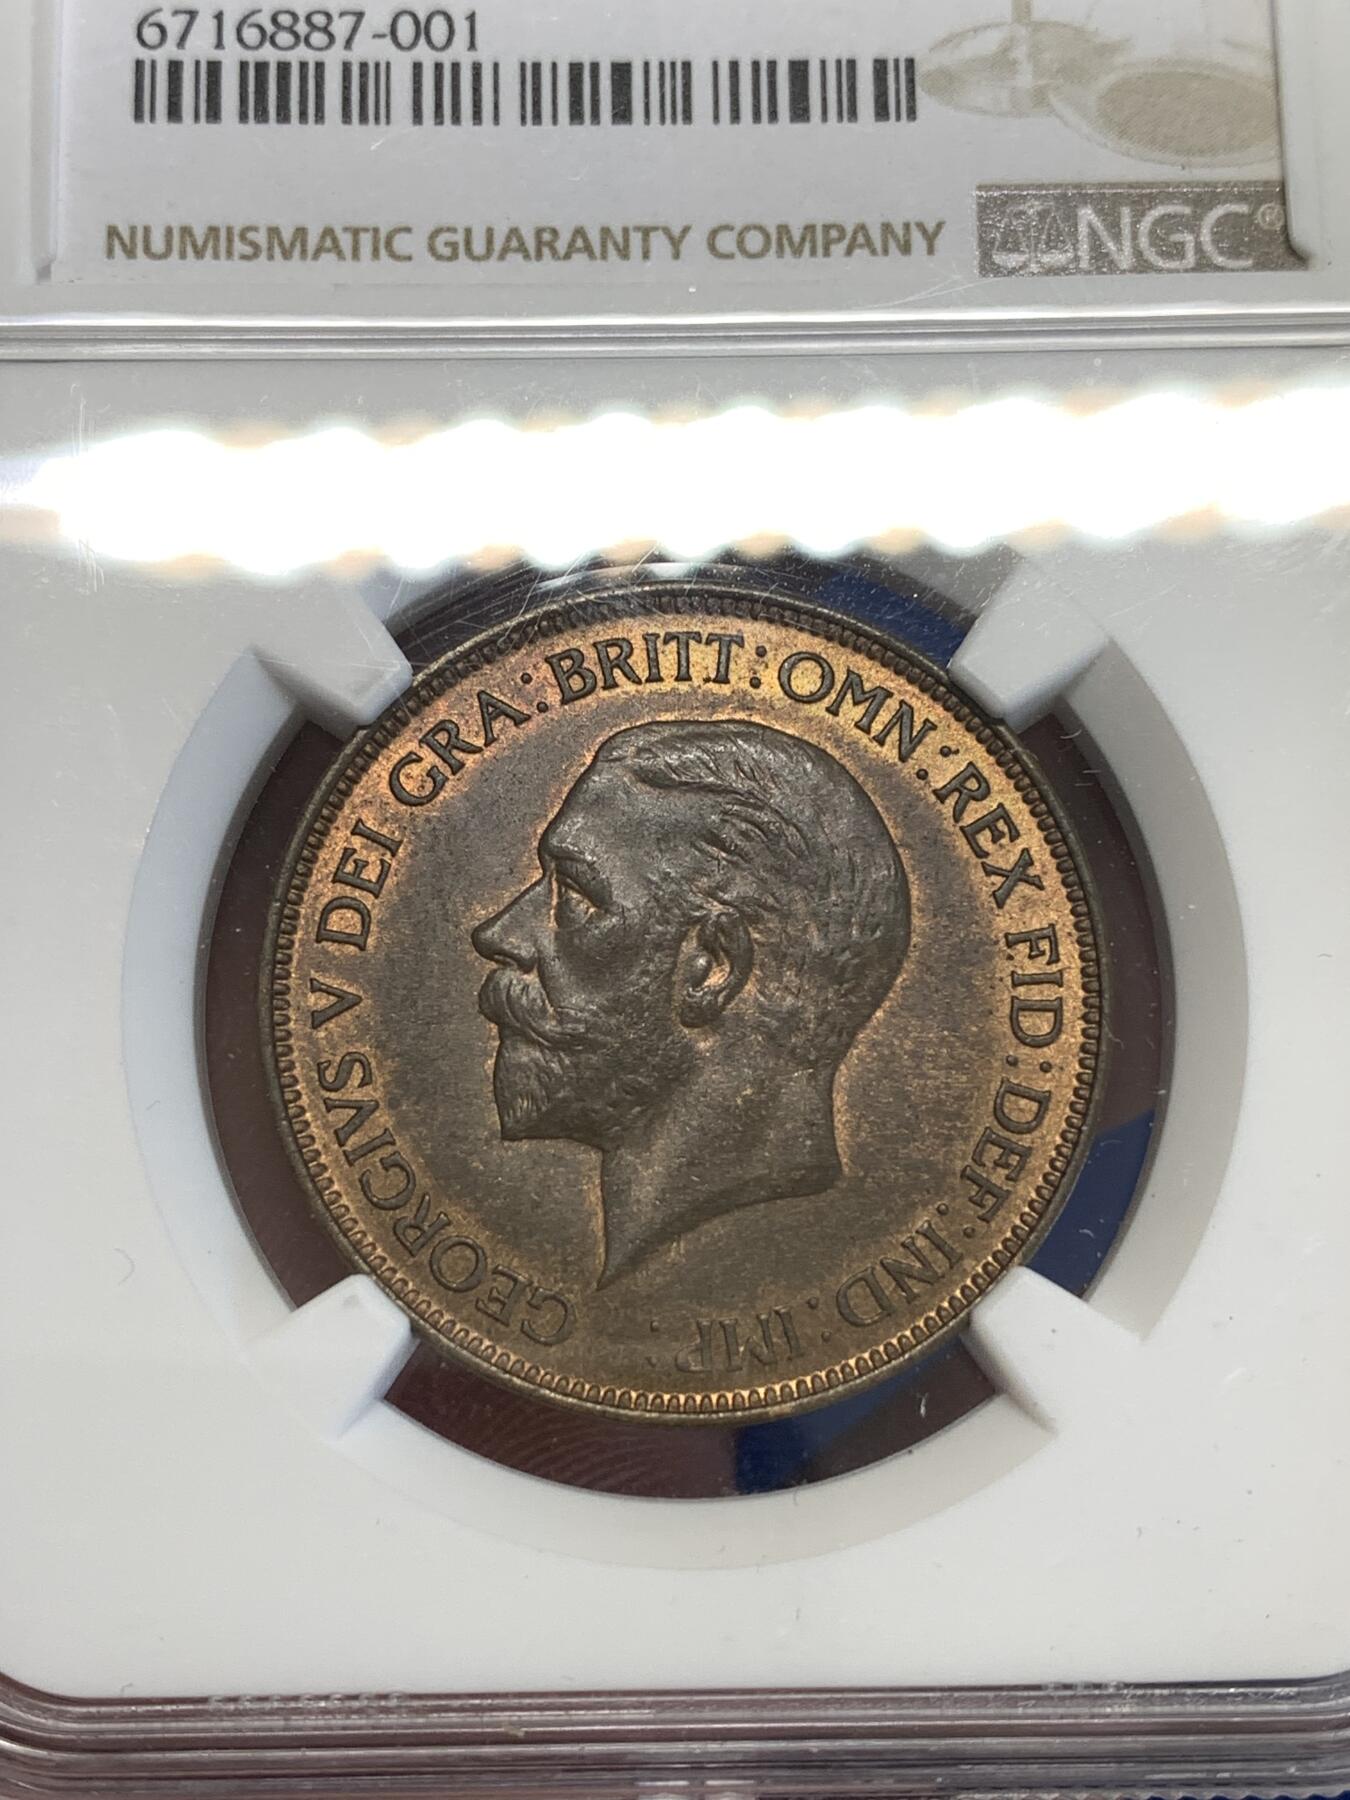 6716887-001
NUMISMATIC GUARANTY COMPANY
NGC®
GEORGIVS V DEI GRA: BRITT: OMN: REX FID: DEF: IND: IMP: